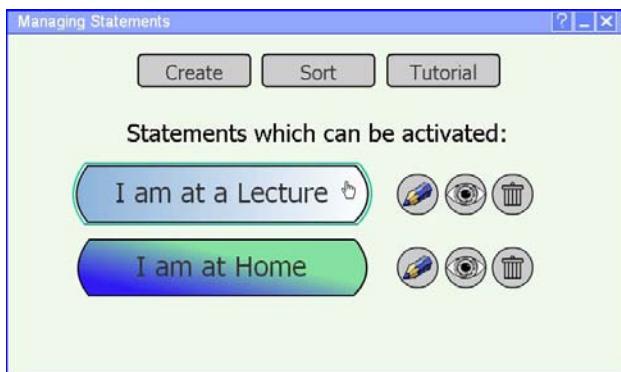 Managing Statements ?
Create Sort Tutorial
Statements which can be activated:
I am at a Lecture
I am at Home